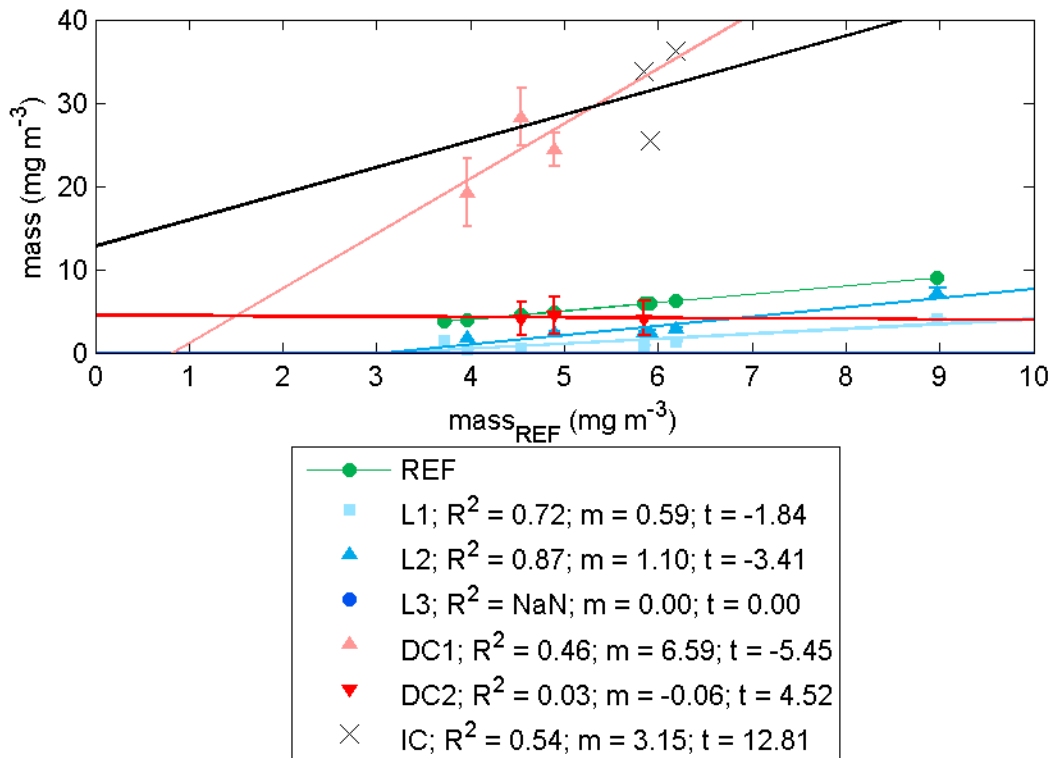 40
30
20
10
0
mass (mg m⁻³)
0 1 2 3 4 5 6 7 8 9 10
mass_REF (mg m⁻³)
REF
L1; R² = 0.72; m = 0.59; t = -1.84
L2; R² = 0.87; m = 1.10; t = -3.41
L3; R² = NaN; m = 0.00; t = 0.00
DC1; R² = 0.46; m = 6.59; t = -5.45
DC2; R² = 0.03; m = -0.06; t = 4.52
IC; R² = 0.54; m = 3.15; t = 12.81